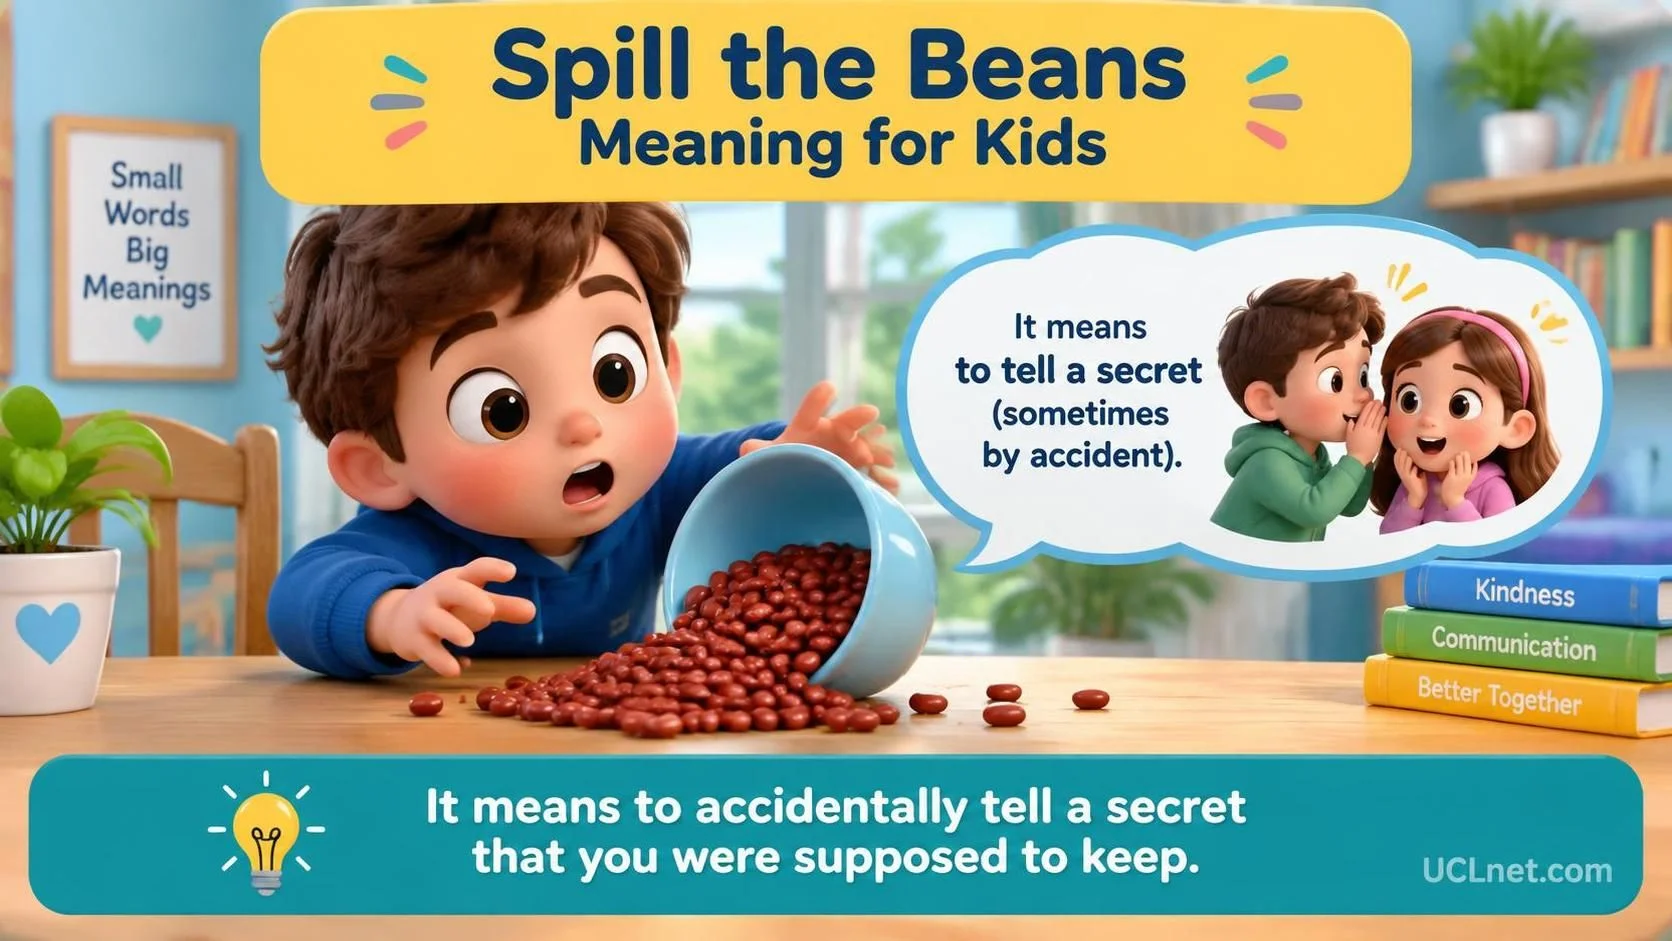 Spill the Beans
Meaning for Kids
Small
Words
Big
Meanings
It means
to tell a secret
(sometimes
by accident).
Kindness
Communication
Better Together
It means to accidentally tell a secret
that you were supposed to keep.
UCLnet.com